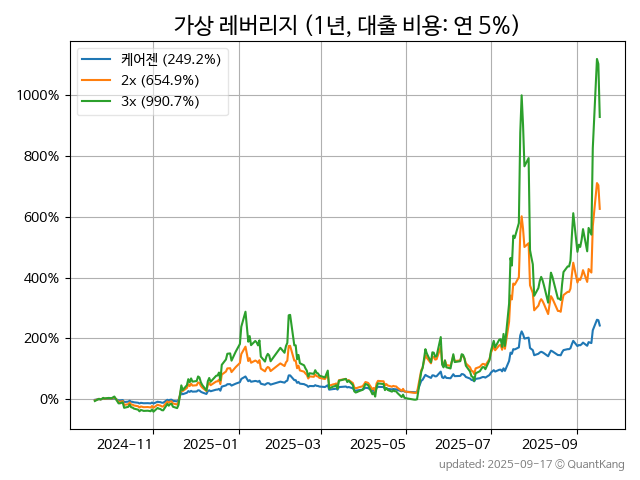 가상 레버리지 (1년, 대출 비용: 연 5%)
케어젠 (249.2%)
2x (654.9%)
3x (990.7%)
1000%
800%
600%
400%
200%
0%
2024-11 2025-01 2025-03 2025-05 2025-07 2025-09
updated: 2025-09-17 © QuantKang